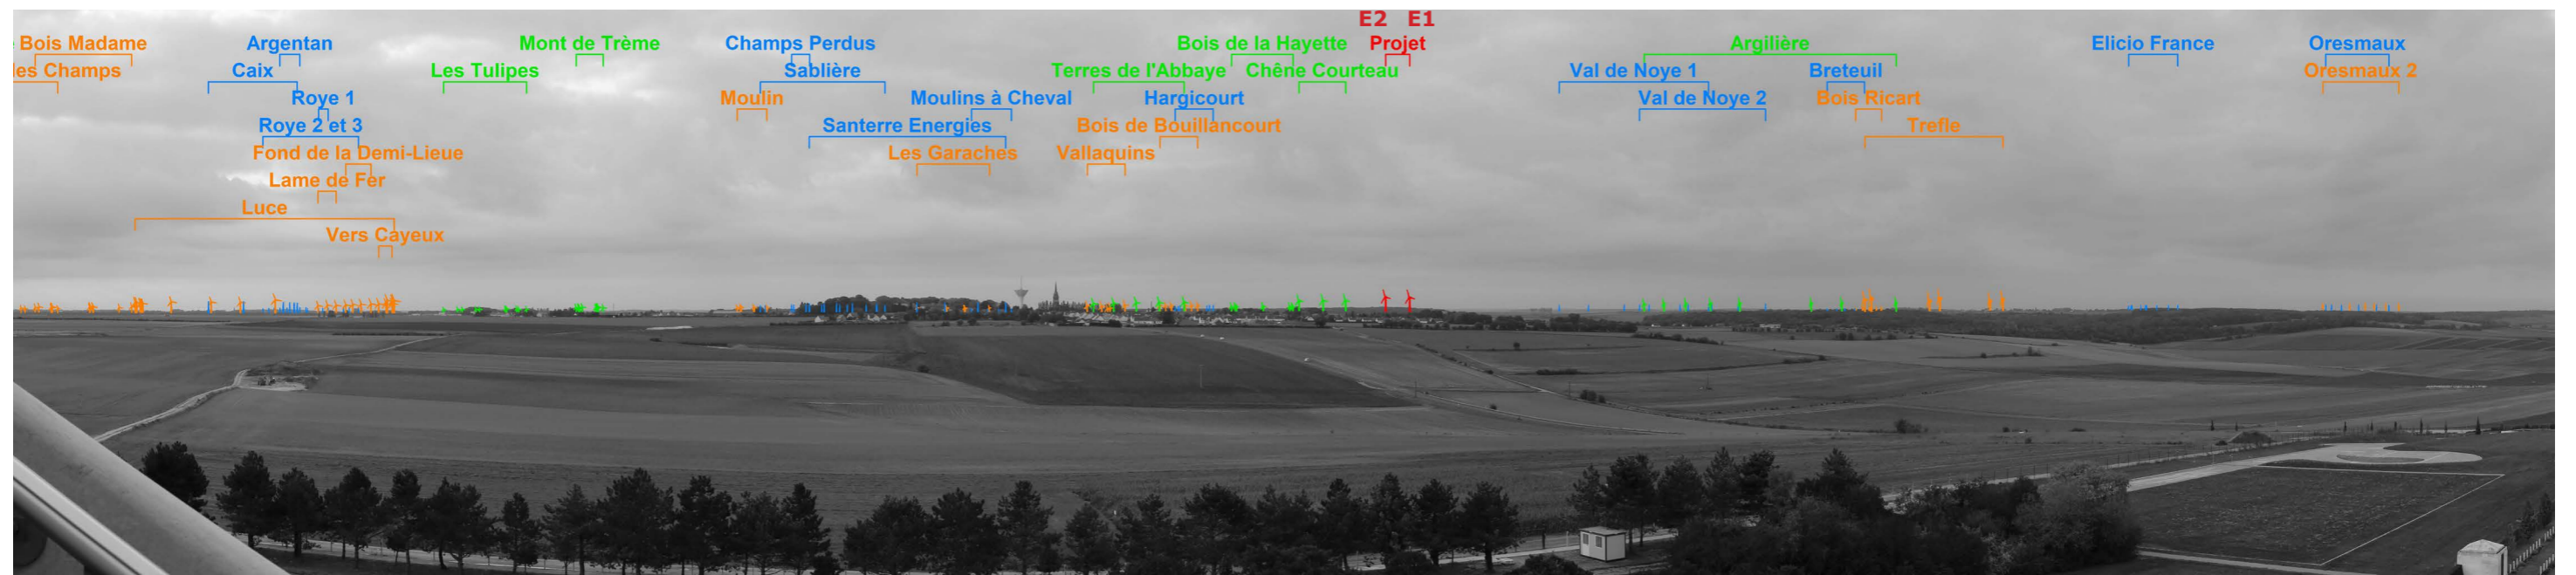 E2 E1
Bois Madame Argentan Mont de Trème Champs Perdus Bois de la Hayette Projet Argilière Elicio France Oresmaux
les Champs Caix Les Tulipes Sablière Terres de l'Abbaye Chêne Courteau Val de Noye 1 Breteuil Oresmaux 2
Roye 1 Moulin Moulins à Cheval Hargicourt Val de Noye 2 Bois Ricart
Roye 2 et 3 Santerre Energies Bois de Bouillancourt Trefle
Fond de la Demi-Lieue Les Garaches Vallaquins
Lame de Fer
Luce
Vers Cayeux